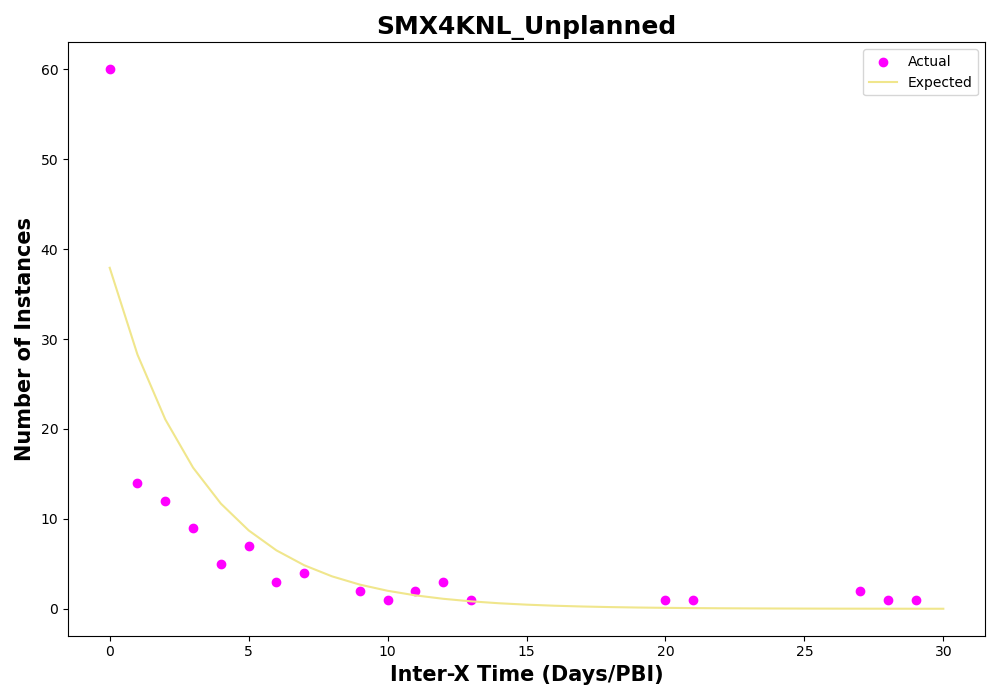 SMX4KNL_Unplanned
Actual
Expected
Number of Instances
60
50
40
30
20
10
0
0 5 10 15 20 25 30
Inter-X Time (Days/PBI)